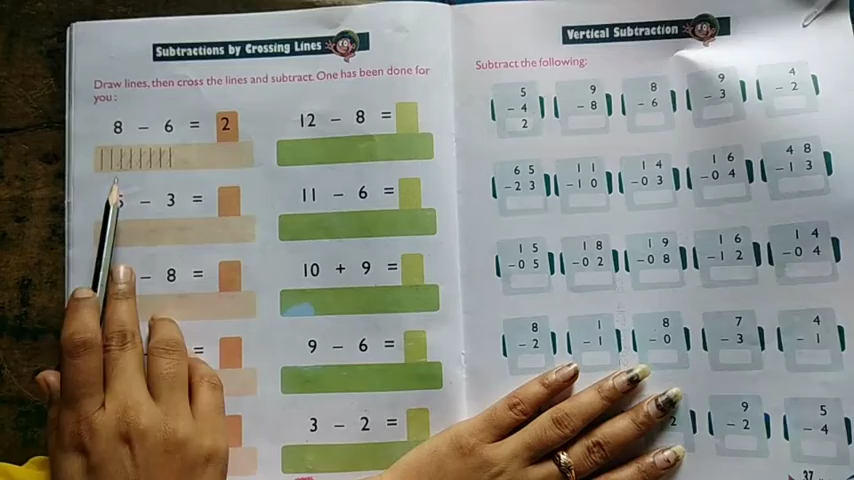 Subtractions by Crossing Lines
Draw lines, then cross the lines and subtract. One has been done for
you:
8 - 6 = 2
12 - 8 =
- 3 =
11 - 6 =
- 8 =
10 + 9 =
=
9 - 6 =
3 - 2 =
Vertical Subtraction
Subtract the following:
5 9 8 9 4
- 4 - 8 - 6 - 3 - 2
2
6 5 1 1 1 4 1 6 4 8
- 2 3 - 1 0 - 0 3 - 0 4 - 1 3
1 5 1 8 1 9 1 6 1 4
- 0 5 - 0 2 - 0 8 - 1 2 - 0 4
8 1 8 7 4
- 2 - 1 - 0 - 3 - 1
9 5
2 - 2 - 4
37